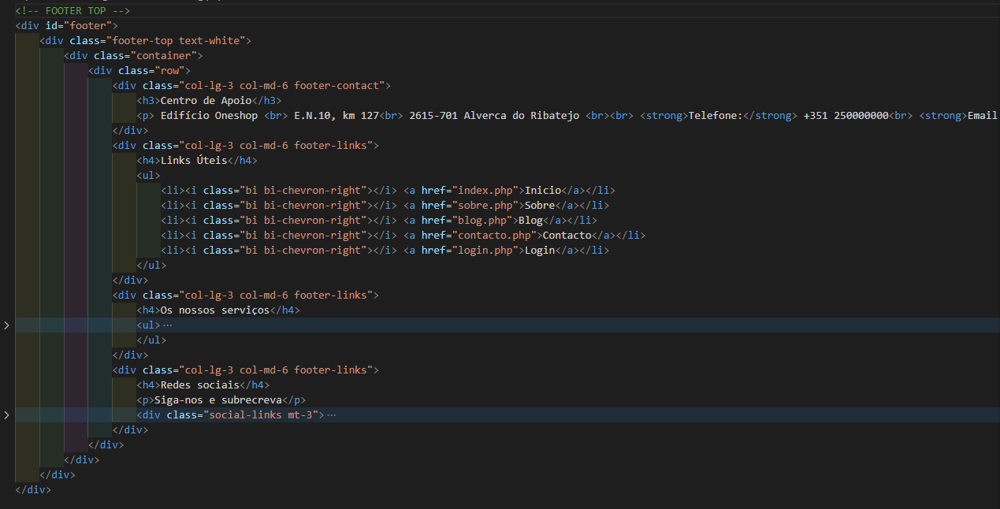 <!-- FOOTER TOP -->
<div id="footer">
<div class="footer-top text-white">
<div class="container">
<div class="row">
<div class="col-lg-3 col-md-6 footer-contact">
<h3>Centro de Apoio</h3>
<p> Edifício Oneshop <br> E.N.10, km 127<br> 2615-701 Alverca do Ribatejo <br><br> <strong>Telefone:</strong> +351 250000000<br> <strong>Email
</div>
<div class="col-lg-3 col-md-6 footer-links">
<h4>Links Úteis</h4>
<ul>
<li><i class="bi bi-chevron-right"></i> <a href="index.php">Inicio</a></li>
<li><i class="bi bi-chevron-right"></i> <a href="sobre.php">Sobre</a></li>
<li><i class="bi bi-chevron-right"></i> <a href="blog.php">Blog</a></li>
<li><i class="bi bi-chevron-right"></i> <a href="contacto.php">Contacto</a></li>
<li><i class="bi bi-chevron-right"></i> <a href="login.php">Login</a></li>
</ul>
</div>
<div class="col-lg-3 col-md-6 footer-links">
<h4>Os nossos serviços</h4>
<ul>⋯
</ul>
</div>
<div class="col-lg-3 col-md-6 footer-links">
<h4>Redes sociais</h4>
<p>Siga-nos e subrecreva</p>
<div class="social-links mt-3">⋯
</div>
</div>
</div>
</div>
</div>